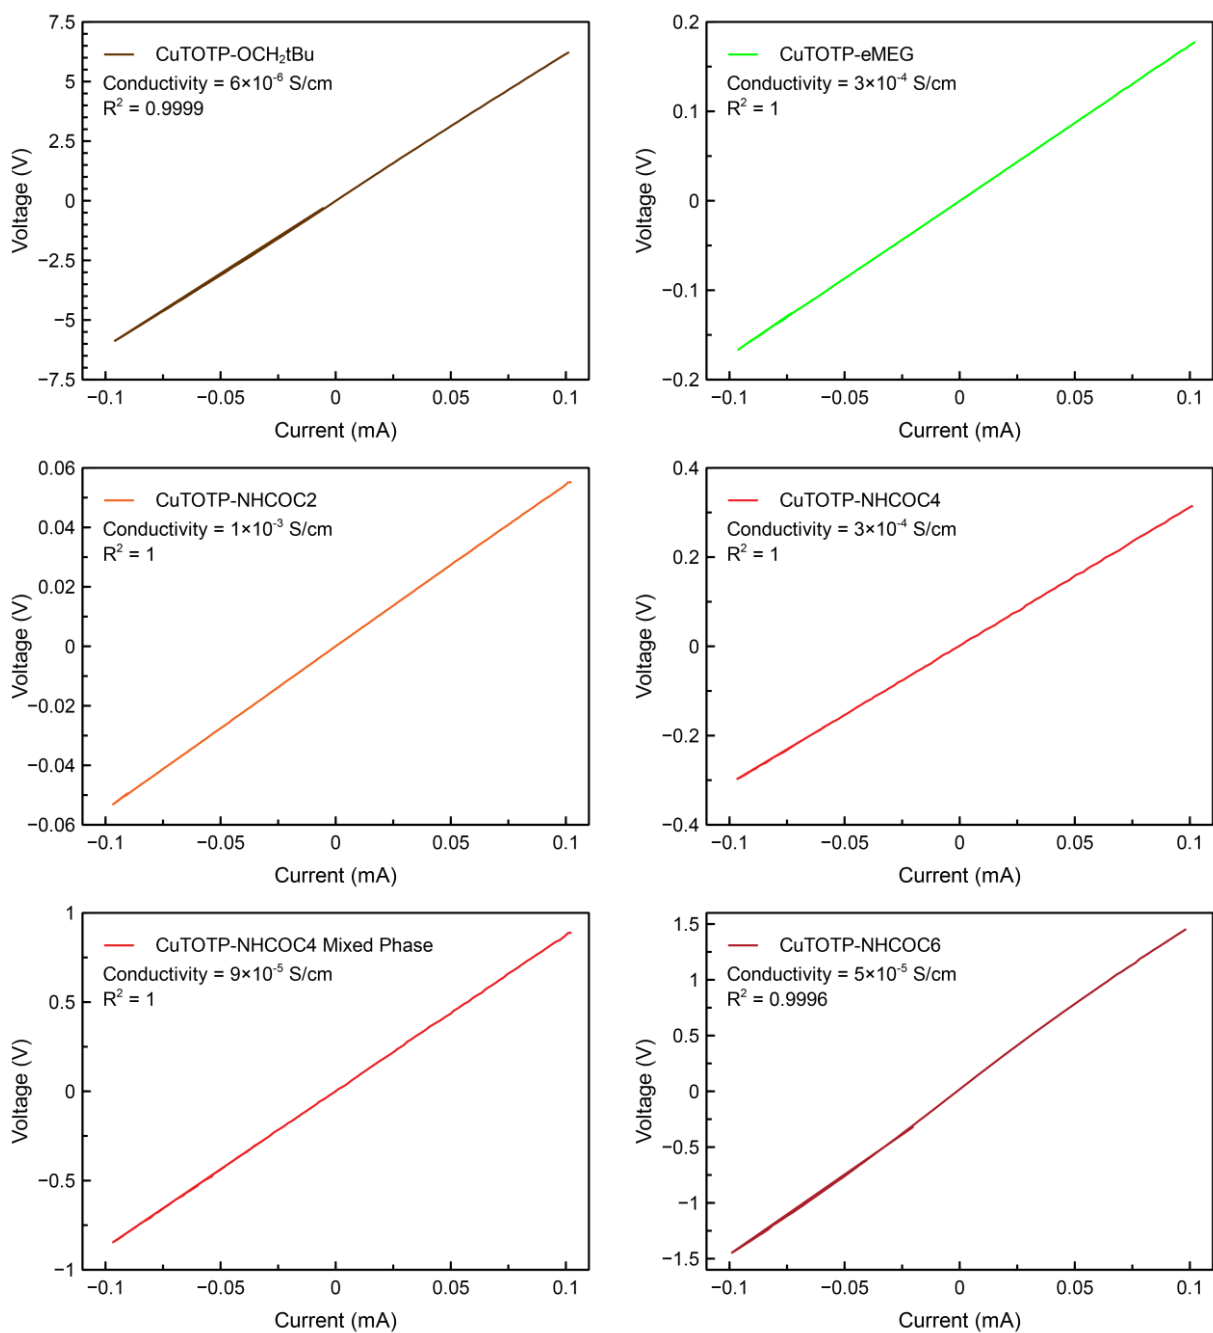 CuTOTP-OCH₂tBu
Conductivity = 6×10⁻⁶ S/cm
R² = 0.9999
7.5
5
2.5
0
−2.5
−5
−7.5
Voltage (V)
−0.1 −0.05 0 0.05 0.1
Current (mA)
CuTOTP-eMEG
Conductivity = 3×10⁻⁴ S/cm
R² = 1
0.2
0.1
0
−0.1
−0.2
Voltage (V)
−0.1 −0.05 0 0.05 0.1
Current (mA)
CuTOTP-NHCOC2
Conductivity = 1×10⁻³ S/cm
R² = 1
0.06
0.04
0.02
0
−0.02
−0.04
−0.06
Voltage (V)
−0.1 −0.05 0 0.05 0.1
Current (mA)
CuTOTP-NHCOC4
Conductivity = 3×10⁻⁴ S/cm
R² = 1
0.4
0.2
0
−0.2
−0.4
Voltage (V)
−0.1 −0.05 0 0.05 0.1
Current (mA)
CuTOTP-NHCOC4 Mixed Phase
Conductivity = 9×10⁻⁵ S/cm
R² = 1
1
0.5
0
−0.5
−1
Voltage (V)
−0.1 −0.05 0 0.05 0.1
Current (mA)
CuTOTP-NHCOC6
Conductivity = 5×10⁻⁵ S/cm
R² = 0.9996
1.5
1
0.5
0
−0.5
−1
−1.5
Voltage (V)
−0.1 −0.05 0 0.05 0.1
Current (mA)